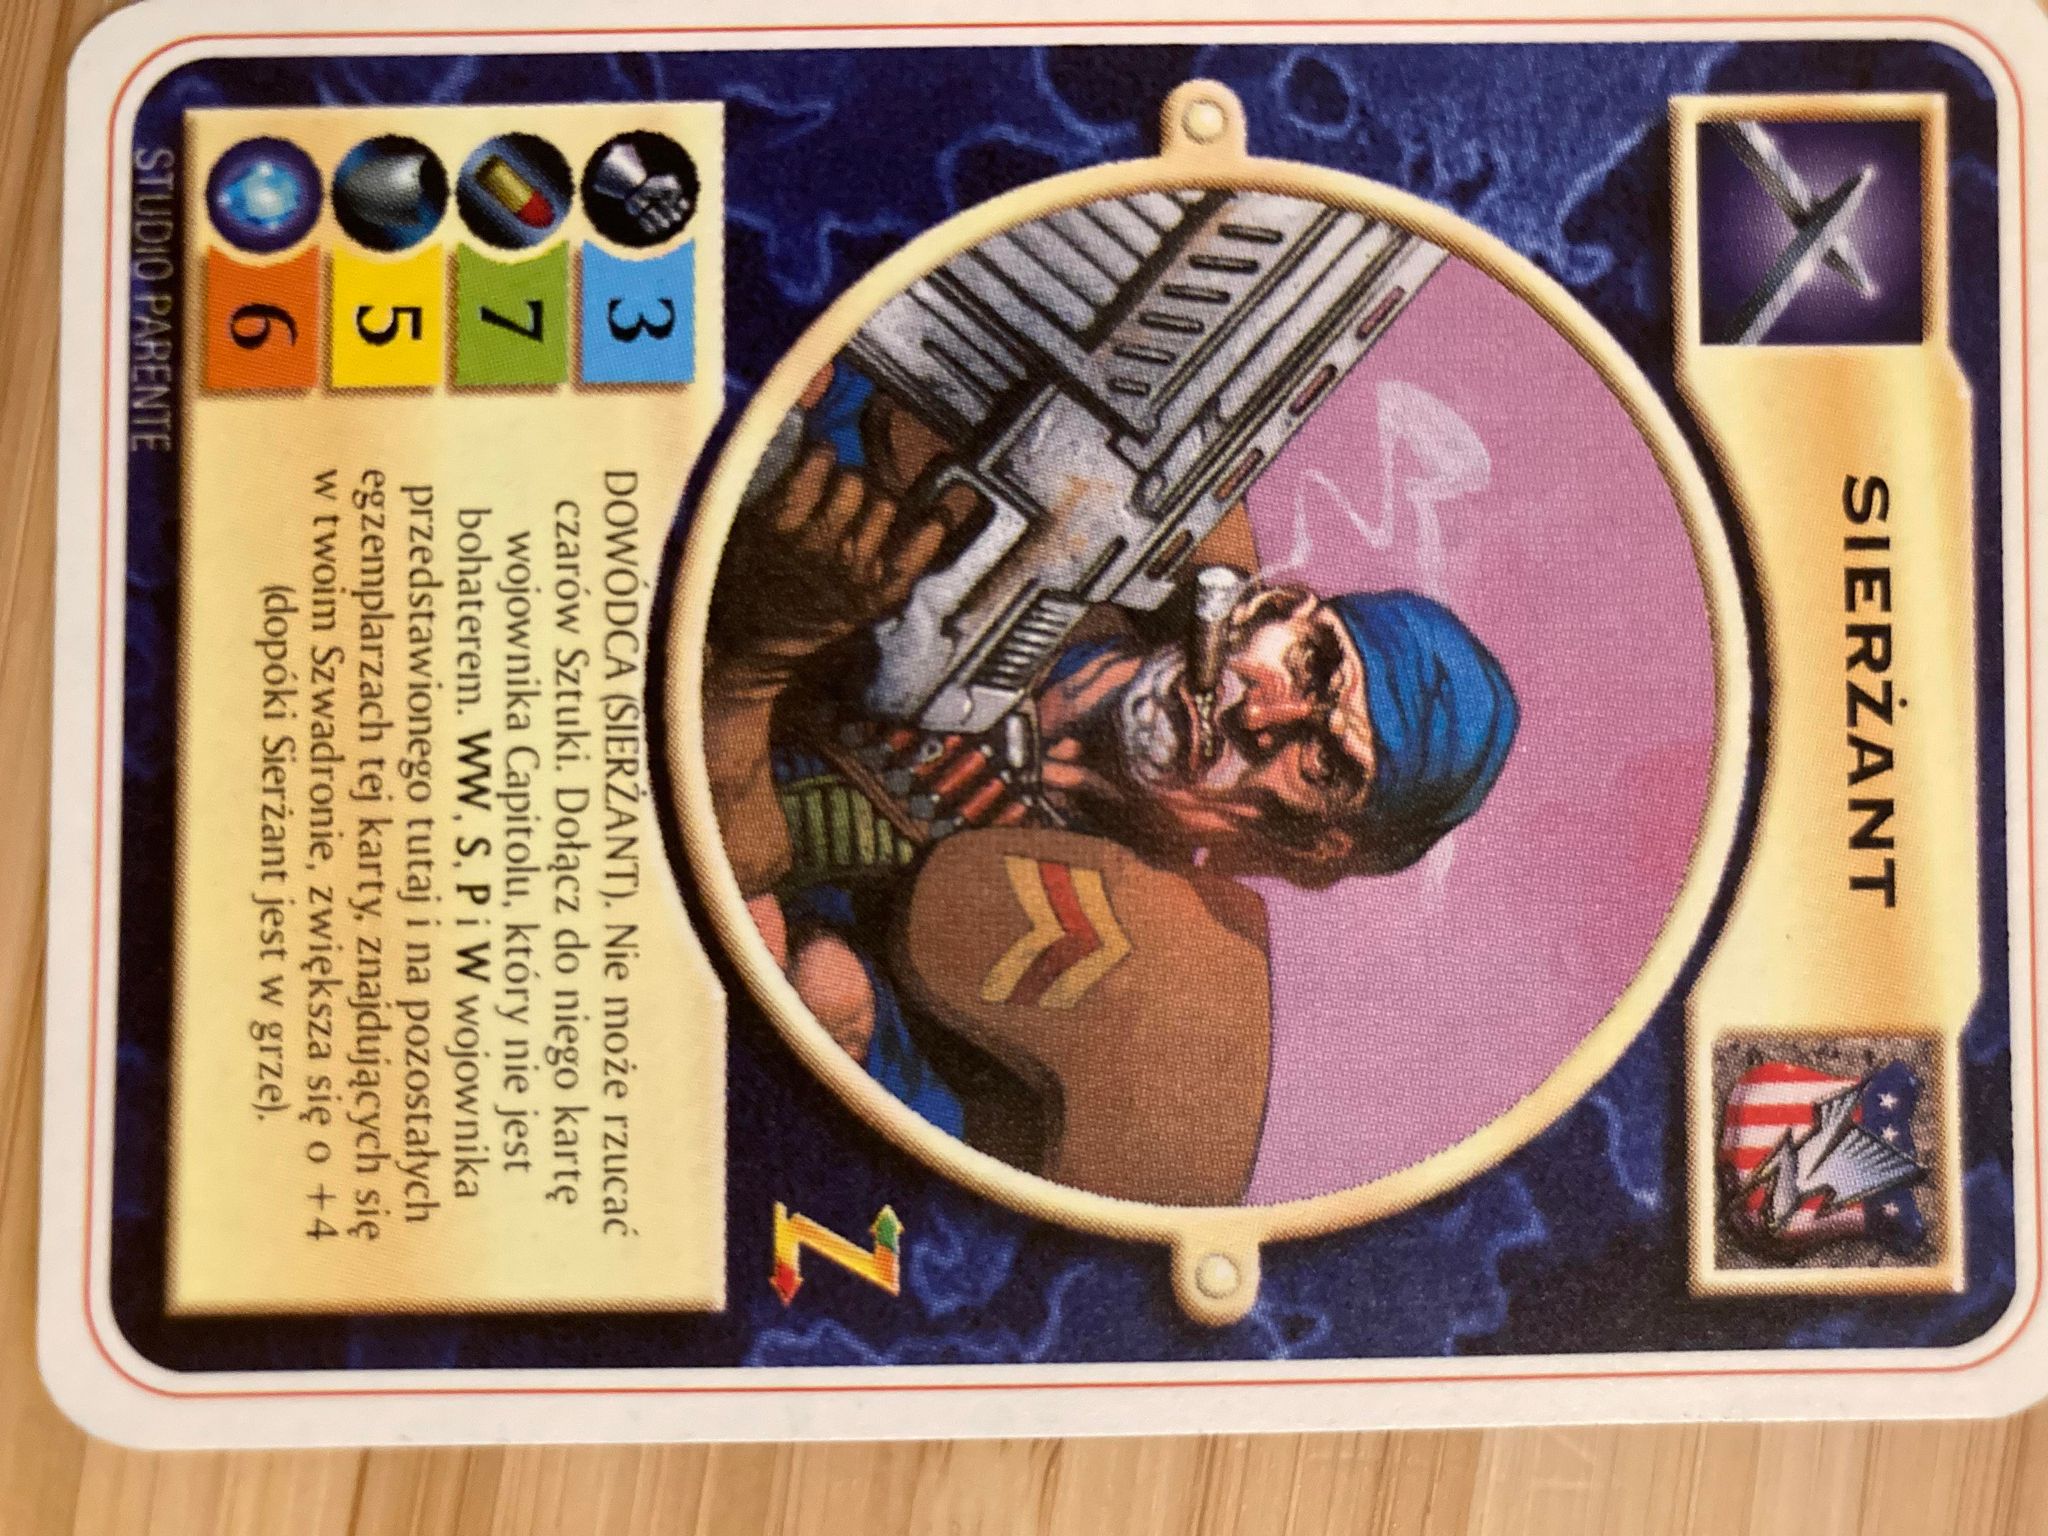 SIERŻANT
Z
3
7
5
6
DOWÓDCA (SIERŻANT). Nie może rzucać
czarów Sztuki. Dołącz do niego kartę
wojownika Capitolu, który nie jest
bohaterem. WW, S, P i W wojownika
przedstawionego tutaj i na pozostałych
egzemplarzach tej karty, znajdujących się
w twoim Szwadronie, zwiększa się o +4
(dopóki Sierżant jest w grze).
STUDIO PARENTE